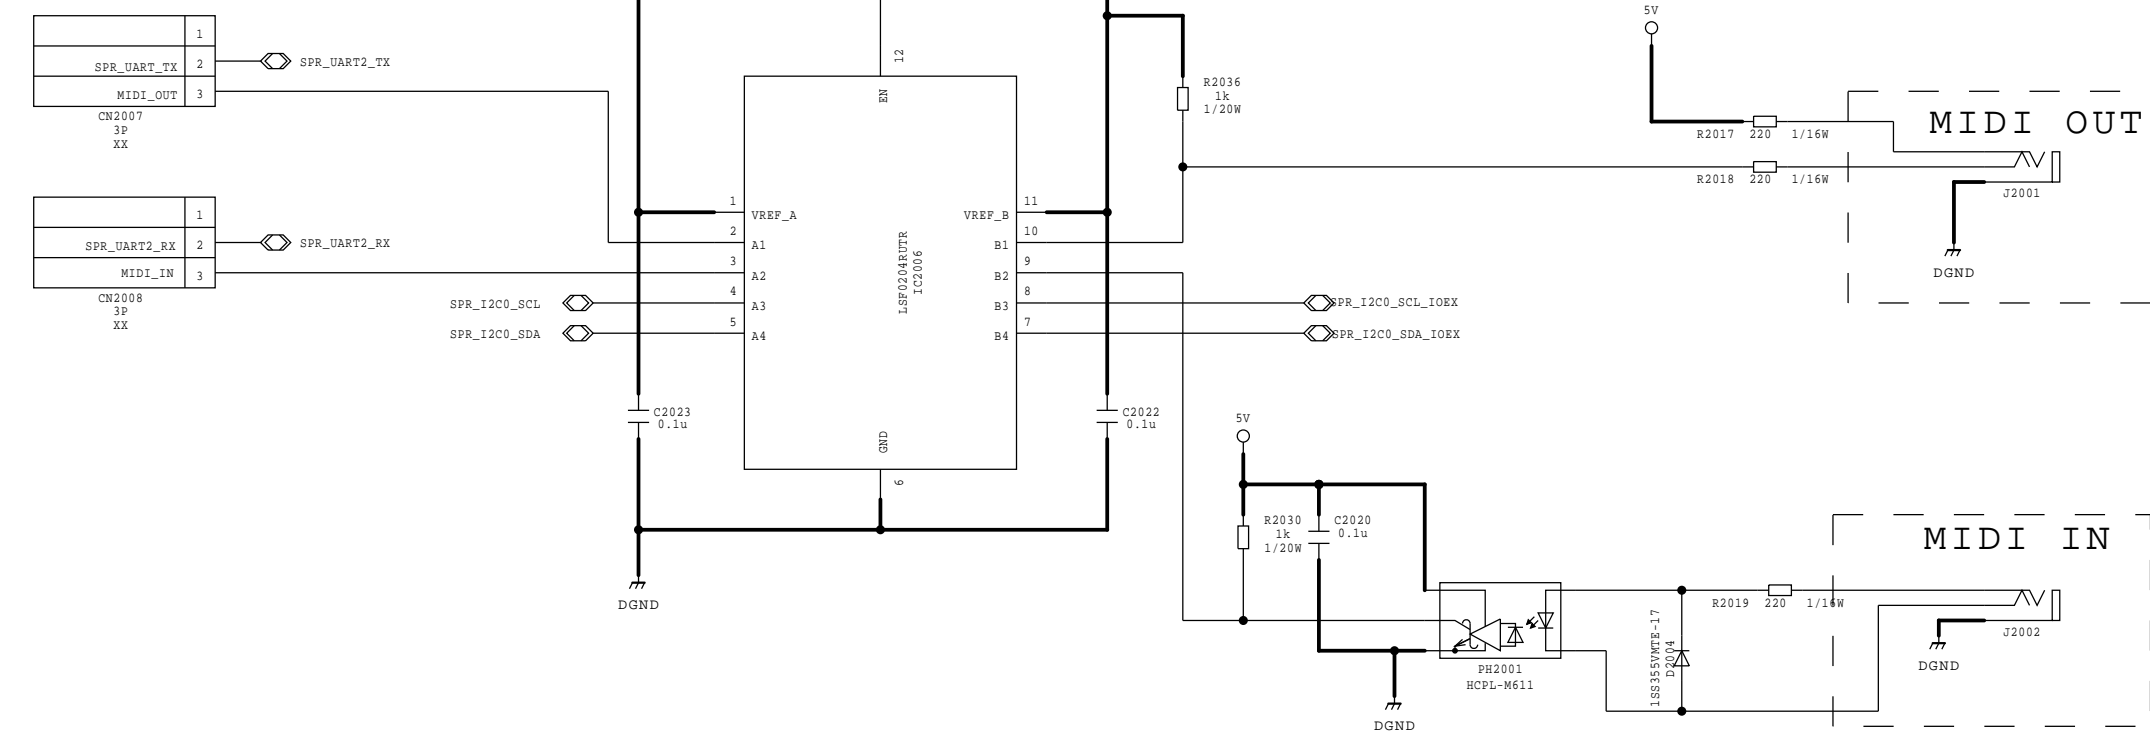 1
SPR_UART_TX 2 SPR_UART2_TX
MIDI_OUT 3
CN2007
3P
XX
1
SPR_UART2_RX 2 SPR_UART2_RX
MIDI_IN 3
CN2008
3P
XX
SPR_I2C0_SCL
SPR_I2C0_SDA
12
EN
1 VREF_A
2 A1
3 A2
4 A3
5 A4
LSF0204RUTR
IC2006
11 VREF_B
10 B1
9 B2
8 B3
7 B4
GND
6
C2023
0.1u
C2022
0.1u
DGND
R2036
1k
1/20W
SPR_I2C0_SCL_IOEX
SPR_I2C0_SDA_IOEX
5V
R2017 220 1/16W
R2018 220 1/16W
MIDI OUT
J2001
DGND
5V
R2030
1k
1/20W
C2020
0.1u
DGND
PH2001
HCPL-M611
1SS355VMTE-17
D2004
R2019 220 1/16W
MIDI IN
J2002
DGND